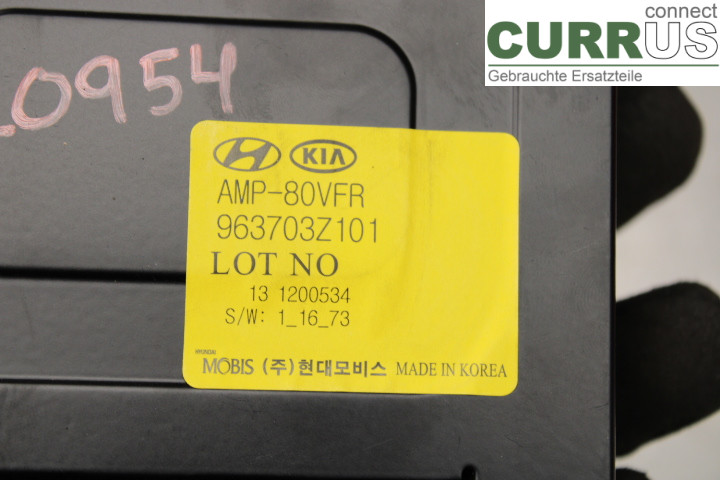 connect
CURRUS
Gebrauchte Ersatzteile
0954
KIA
AMP-80VFR
963703Z101
LOT NO
13 1200534
S/W: 1_16_73
HYUNDAI
MOBIS (주)현대모비스 MADE IN KOREA